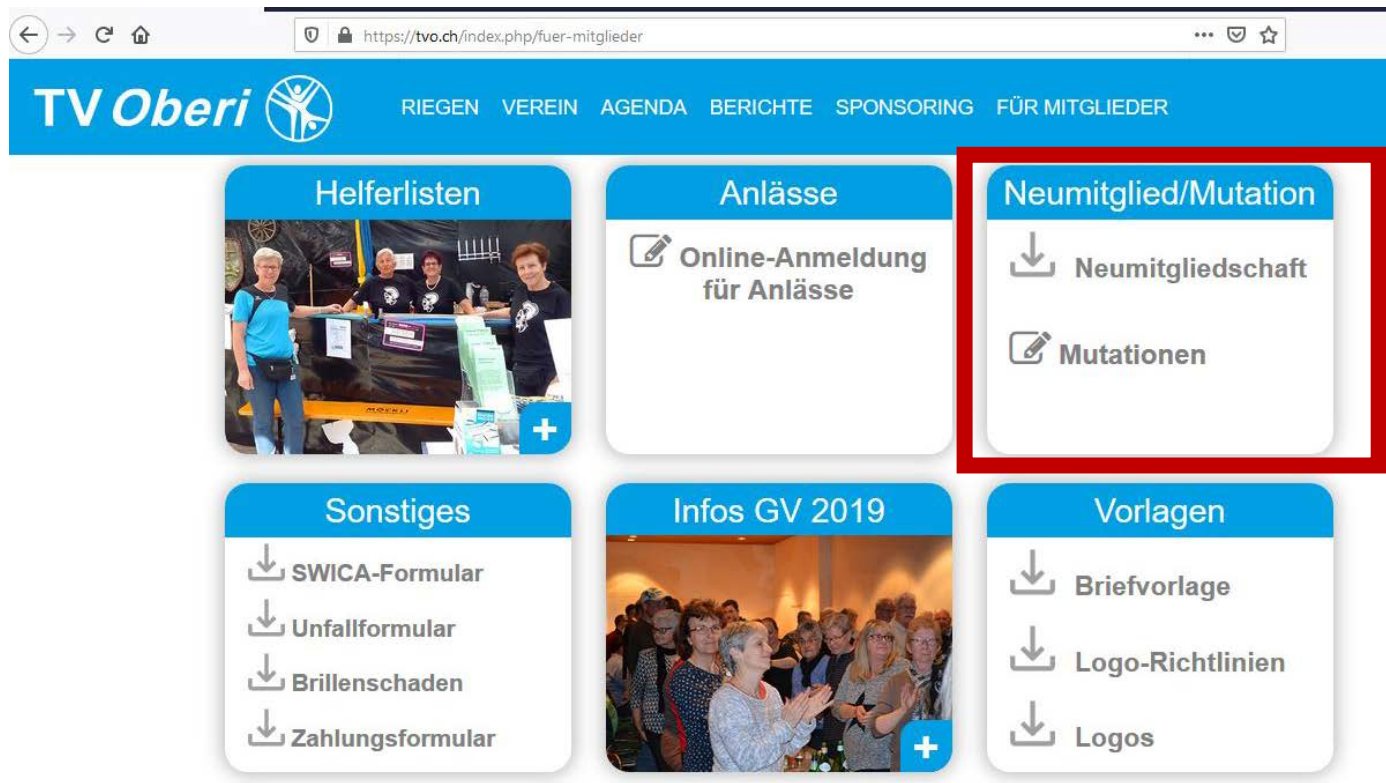 https://tvo.ch/index.php/fuer-mitglieder
TV Oberi
RIEGEN VEREIN AGENDA BERICHTE SPONSORING FÜR MITGLIEDER
Helferlisten
MÖCKLI
Anlässe
Online-Anmeldung
für Anlässe
Neumitglied/Mutation
Neumitgliedschaft
Mutationen
Sonstiges
SWICA-Formular
Unfallformular
Brillenschaden
Zahlungsformular
Infos GV 2019
Vorlagen
Briefvorlage
Logo-Richtlinien
Logos